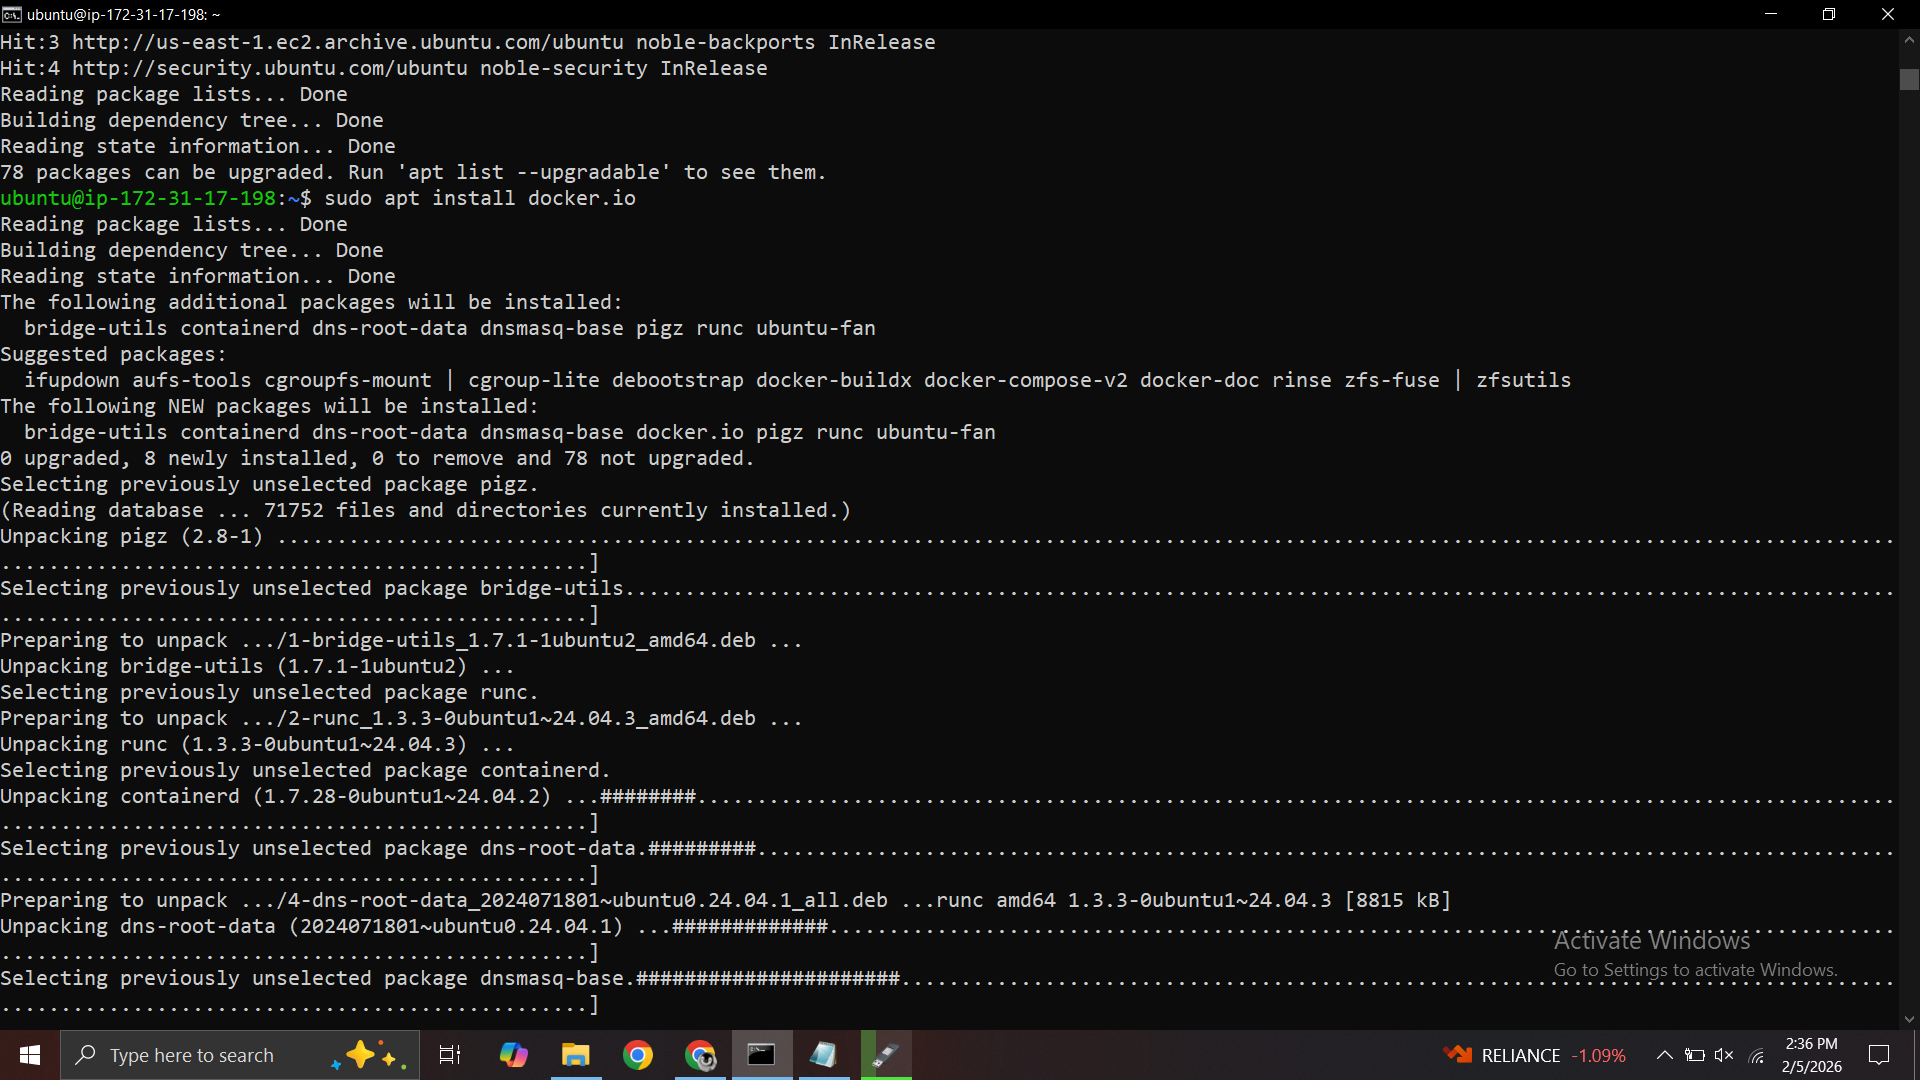 ubuntu@ip-172-31-17-198: ~
Hit:3 http://us-east-1.ec2.archive.ubuntu.com/ubuntu noble-backports InRelease
Hit:4 http://security.ubuntu.com/ubuntu noble-security InRelease
Reading package lists... Done
Building dependency tree... Done
Reading state information... Done
78 packages can be upgraded. Run 'apt list --upgradable' to see them.
ubuntu@ip-172-31-17-198:~$ sudo apt install docker.io
Reading package lists... Done
Building dependency tree... Done
Reading state information... Done
The following additional packages will be installed:
  bridge-utils containerd dns-root-data dnsmasq-base pigz runc ubuntu-fan
Suggested packages:
  ifupdown aufs-tools cgroupfs-mount | cgroup-lite debootstrap docker-buildx docker-compose-v2 docker-doc rinse zfs-fuse | zfsutils
The following NEW packages will be installed:
  bridge-utils containerd dns-root-data dnsmasq-base docker.io pigz runc ubuntu-fan
0 upgraded, 8 newly installed, 0 to remove and 78 not upgraded.
Selecting previously unselected package pigz.
(Reading database ... 71752 files and directories currently installed.)
Unpacking pigz (2.8-1) .......................................................................................................................................
.................................................]
Selecting previously unselected package bridge-utils..........................................................................................................
.................................................]
Preparing to unpack .../1-bridge-utils_1.7.1-1ubuntu2_amd64.deb ...
Unpacking bridge-utils (1.7.1-1ubuntu2) ...
Selecting previously unselected package runc.
Preparing to unpack .../2-runc_1.3.3-0ubuntu1~24.04.3_amd64.deb ...
Unpacking runc (1.3.3-0ubuntu1~24.04.3) ...
Selecting previously unselected package containerd.
Unpacking containerd (1.7.28-0ubuntu1~24.04.2) ...########....................................................................................................
.................................................]
Selecting previously unselected package dns-root-data.#########...............................................................................................
.................................................]
Preparing to unpack .../4-dns-root-data_2024071801~ubuntu0.24.04.1_all.deb ...runc amd64 1.3.3-0ubuntu1~24.04.3 [8815 kB]
Unpacking dns-root-data (2024071801~ubuntu0.24.04.1) ...#############.........................................................................................
.................................................]
Selecting previously unselected package dnsmasq-base.######################...................................................................................
.................................................]
Activate Windows
Go to Settings to activate Windows.
Type here to search
RELIANCE -1.09%
2:36 PM
2/5/2026